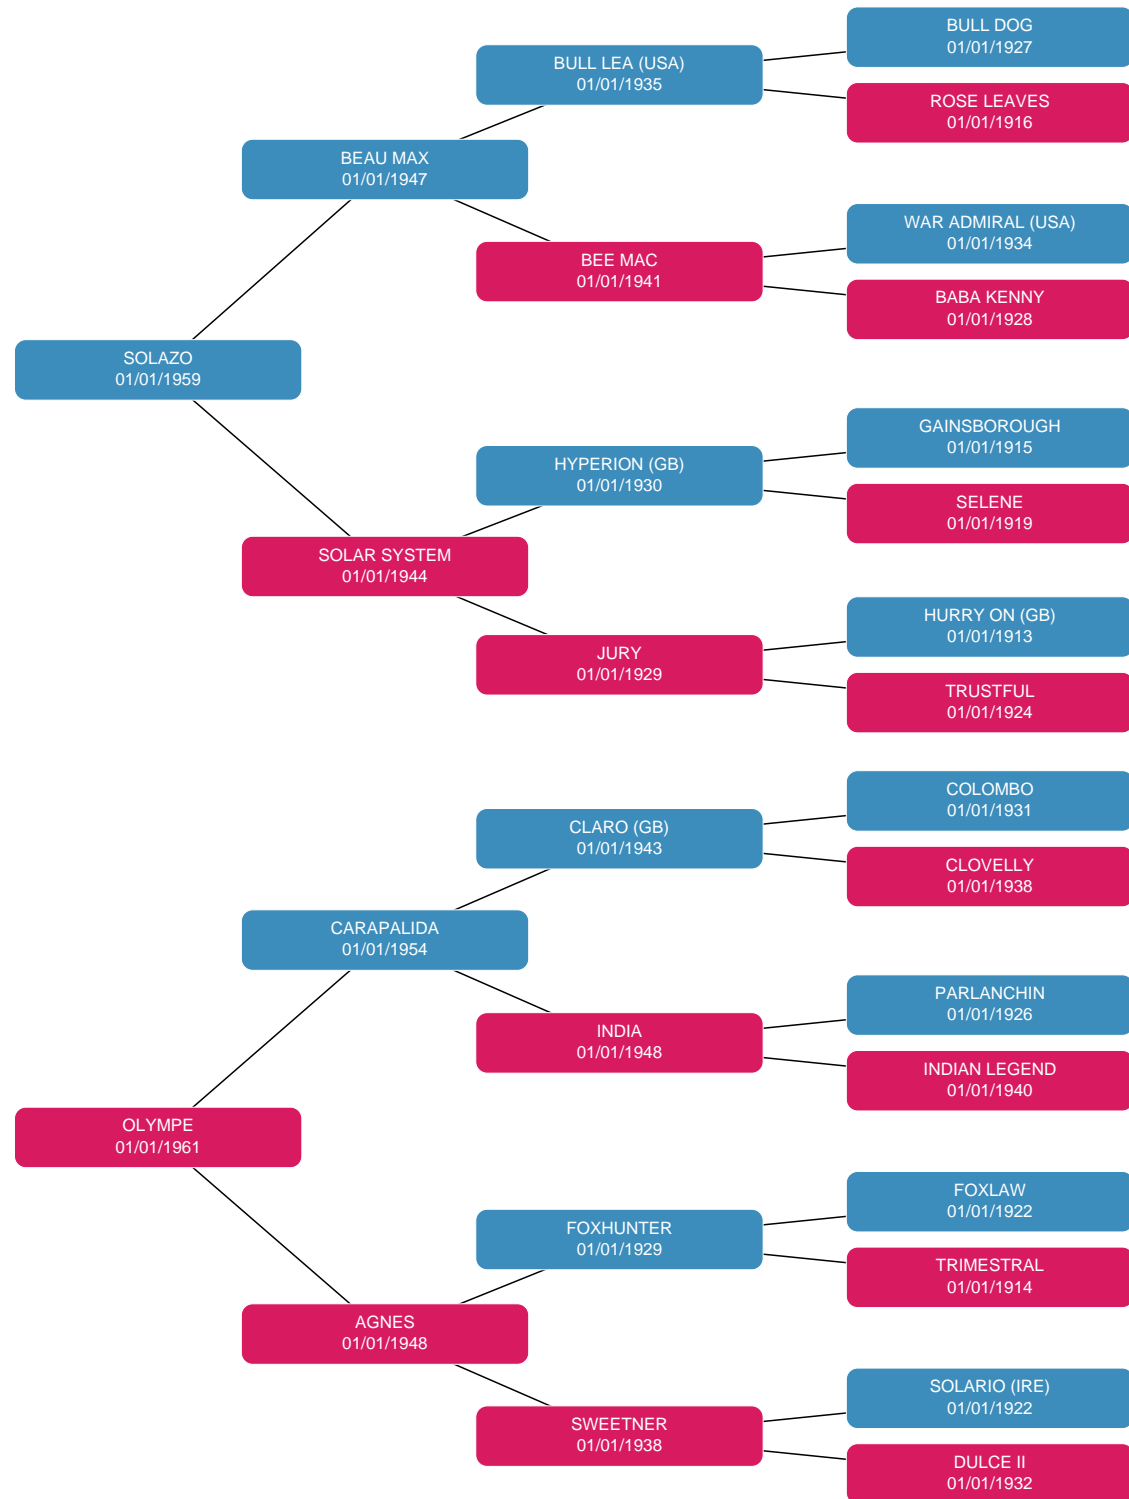 BULL DOG
01/01/1927
BULL LEA (USA)
01/01/1935
ROSE LEAVES
01/01/1916
BEAU MAX
01/01/1947
WAR ADMIRAL (USA)
01/01/1934
BEE MAC
01/01/1941
BABA KENNY
01/01/1928
SOLAZO
01/01/1959
GAINSBOROUGH
01/01/1915
HYPERION (GB)
01/01/1930
SELENE
01/01/1919
SOLAR SYSTEM
01/01/1944
HURRY ON (GB)
01/01/1913
JURY
01/01/1929
TRUSTFUL
01/01/1924
COLOMBO
01/01/1931
CLARO (GB)
01/01/1943
CLOVELLY
01/01/1938
CARAPALIDA
01/01/1954
PARLANCHIN
01/01/1926
INDIA
01/01/1948
INDIAN LEGEND
01/01/1940
OLYMPE
01/01/1961
FOXLAW
01/01/1922
FOXHUNTER
01/01/1929
TRIMESTRAL
01/01/1914
AGNES
01/01/1948
SOLARIO (IRE)
01/01/1922
SWEETNER
01/01/1938
DULCE II
01/01/1932